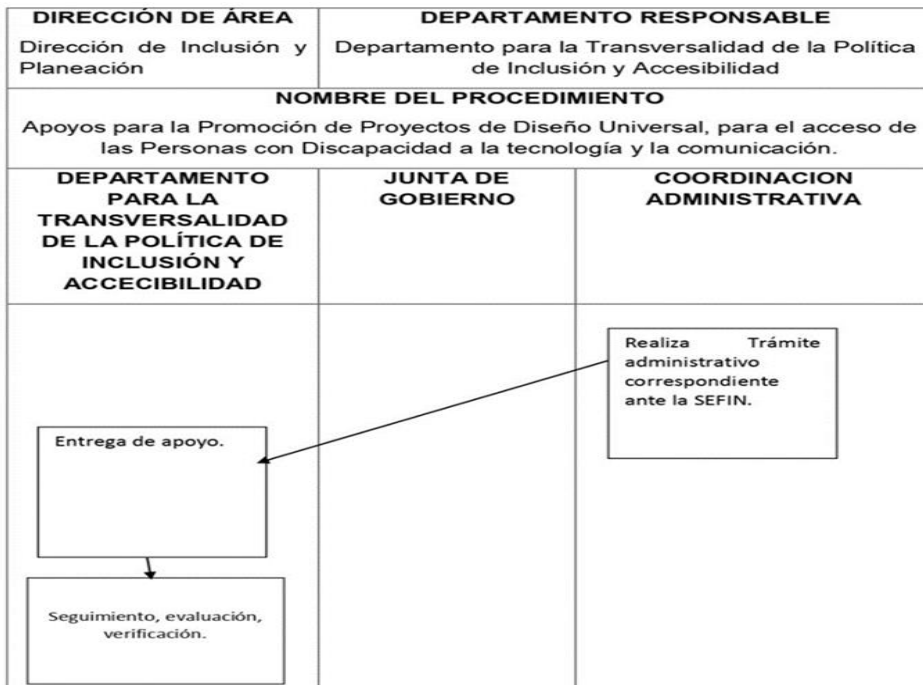 DIRECCIÓN DE ÁREA
Dirección de Inclusión y
Planeación
DEPARTAMENTO RESPONSABLE
Departamento para la Transversalidad de la Política
de Inclusión y Accesibilidad
NOMBRE DEL PROCEDIMIENTO
Apoyos para la Promoción de Proyectos de Diseño Universal, para el acceso de
las Personas con Discapacidad a la tecnología y la comunicación.
DEPARTAMENTO
PARA LA
TRANSVERSALIDAD
DE LA POLÍTICA DE
INCLUSIÓN Y
ACCECIBILIDAD
JUNTA DE
GOBIERNO
COORDINACION
ADMINISTRATIVA
Realiza Trámite
administrativo
correspondiente
ante la SEFIN.
Entrega de apoyo.
Seguimiento, evaluación,
verificación.